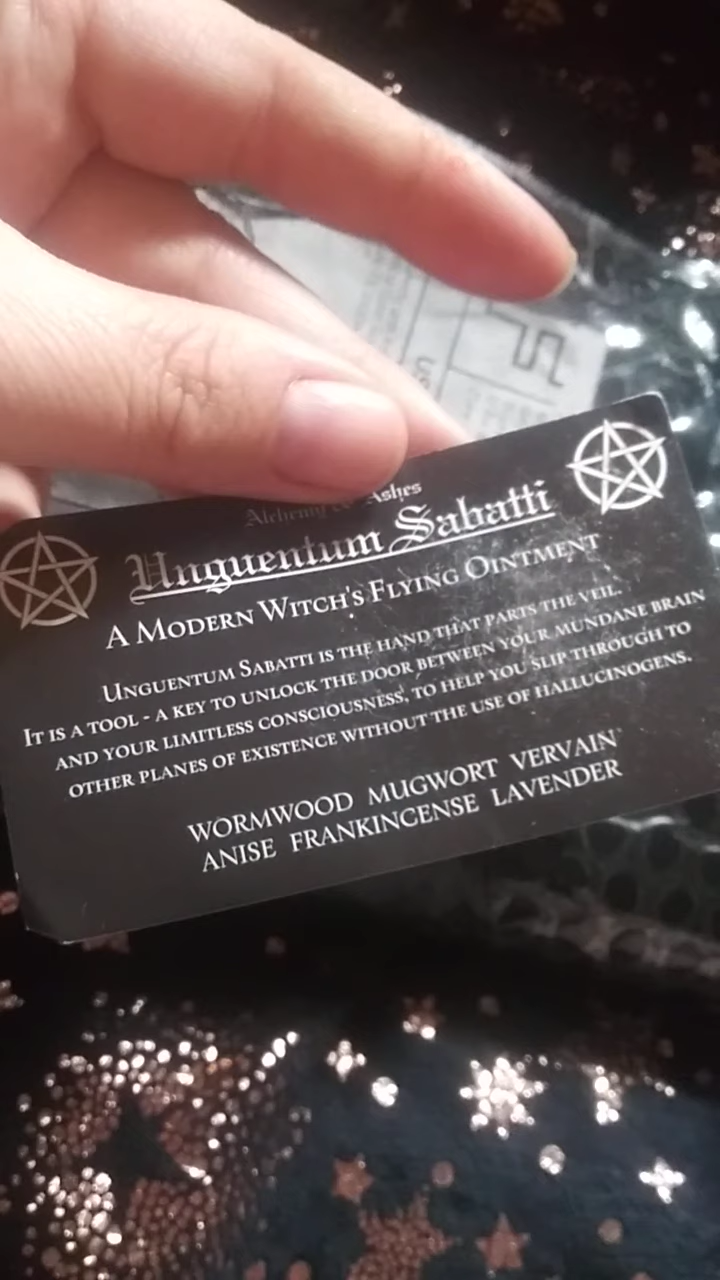 Alchemy & Ashes
Unguentum Sabatti
A Modern Witch's Flying Ointment
Unguentum Sabatti is the hand that parts the veil.
It is a tool - a key to unlock the door between your mundane brain
and your limitless consciousness, to help you slip through to
other planes of existence without the use of hallucinogens.
WORMWOOD MUGWORT VERVAIN
ANISE FRANKINCENSE LAVENDER